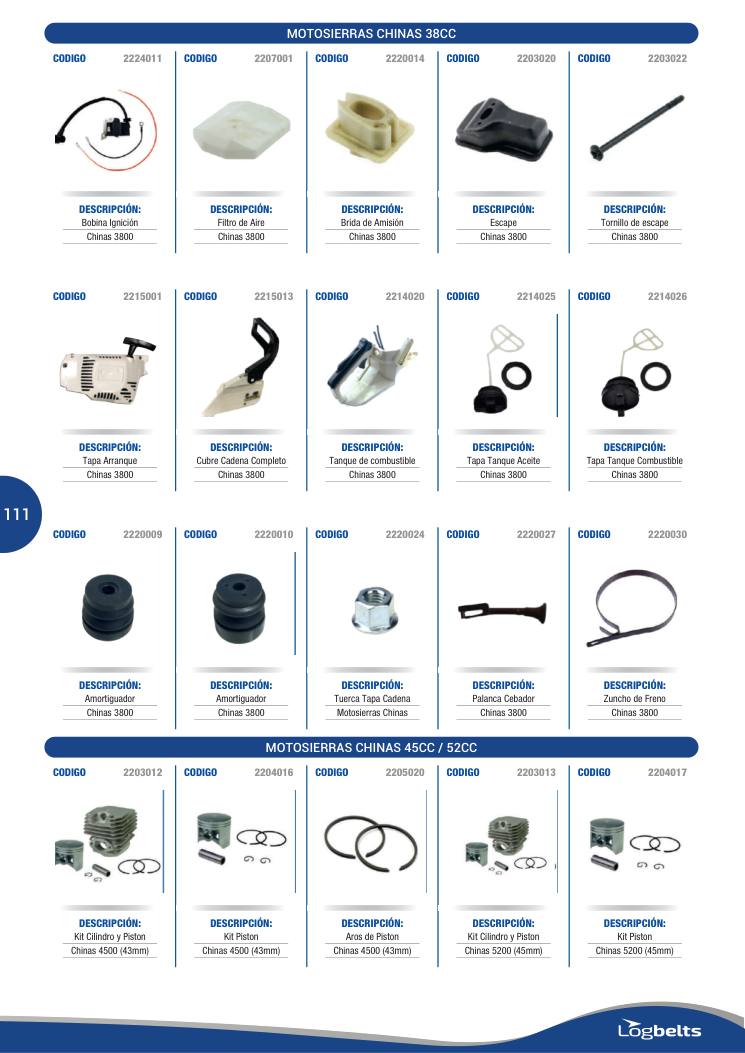 MOTOSIERRAS CHINAS 38CC
CODIGO 2224011
DESCRIPCIÓN:
Bobina Ignición
Chinas 3800
CODIGO 2207001
DESCRIPCIÓN:
Filtro de Aire
Chinas 3800
CODIGO 2220014
DESCRIPCIÓN:
Brida de Amisión
Chinas 3800
CODIGO 2203020
DESCRIPCIÓN:
Escape
Chinas 3800
CODIGO 2203022
DESCRIPCIÓN:
Tornillo de escape
Chinas 3800
CODIGO 2215001
DESCRIPCIÓN:
Tapa Arranque
Chinas 3800
CODIGO 2215013
DESCRIPCIÓN:
Cubre Cadena Completo
Chinas 3800
CODIGO 2214020
DESCRIPCIÓN:
Tanque de combustible
Chinas 3800
CODIGO 2214025
DESCRIPCIÓN:
Tapa Tanque Aceite
Chinas 3800
CODIGO 2214026
DESCRIPCIÓN:
Tapa Tanque Combustible
Chinas 3800
111
CODIGO 2220009
DESCRIPCIÓN:
Amortiguador
Chinas 3800
CODIGO 2220010
DESCRIPCIÓN:
Amortiguador
Chinas 3800
CODIGO 2220024
DESCRIPCIÓN:
Tuerca Tapa Cadena
Motosierras Chinas
CODIGO 2220027
DESCRIPCIÓN:
Palanca Cebador
Chinas 3800
CODIGO 2220030
DESCRIPCIÓN:
Zuncho de Freno
Chinas 3800
MOTOSIERRAS CHINAS 45CC / 52CC
CODIGO 2203012
DESCRIPCIÓN:
Kit Cilindro y Piston
Chinas 4500 (43mm)
CODIGO 2204016
DESCRIPCIÓN:
Kit Piston
Chinas 4500 (43mm)
CODIGO 2205020
DESCRIPCIÓN:
Aros de Piston
Chinas 4500 (43mm)
CODIGO 2203013
DESCRIPCIÓN:
Kit Cilindro y Piston
Chinas 5200 (45mm)
CODIGO 2204017
DESCRIPCIÓN:
Kit Piston
Chinas 5200 (45mm)
Logbelts